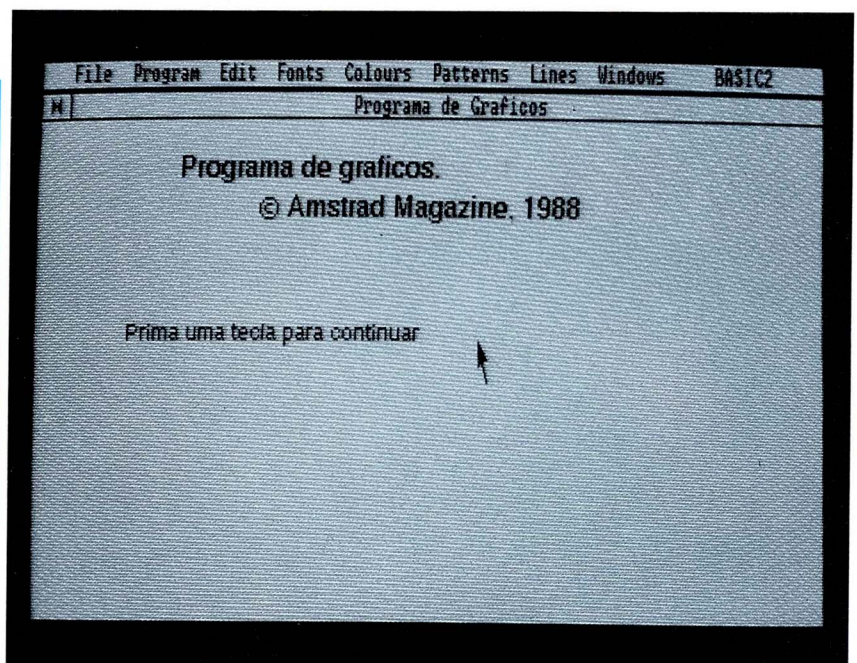 File Program Edit Fonts Colours Patterns Lines Windows BASIC2
Programa de Graficos
Programa de graficos.
© Amstrad Magazine, 1988
Prima uma tecla para continuar